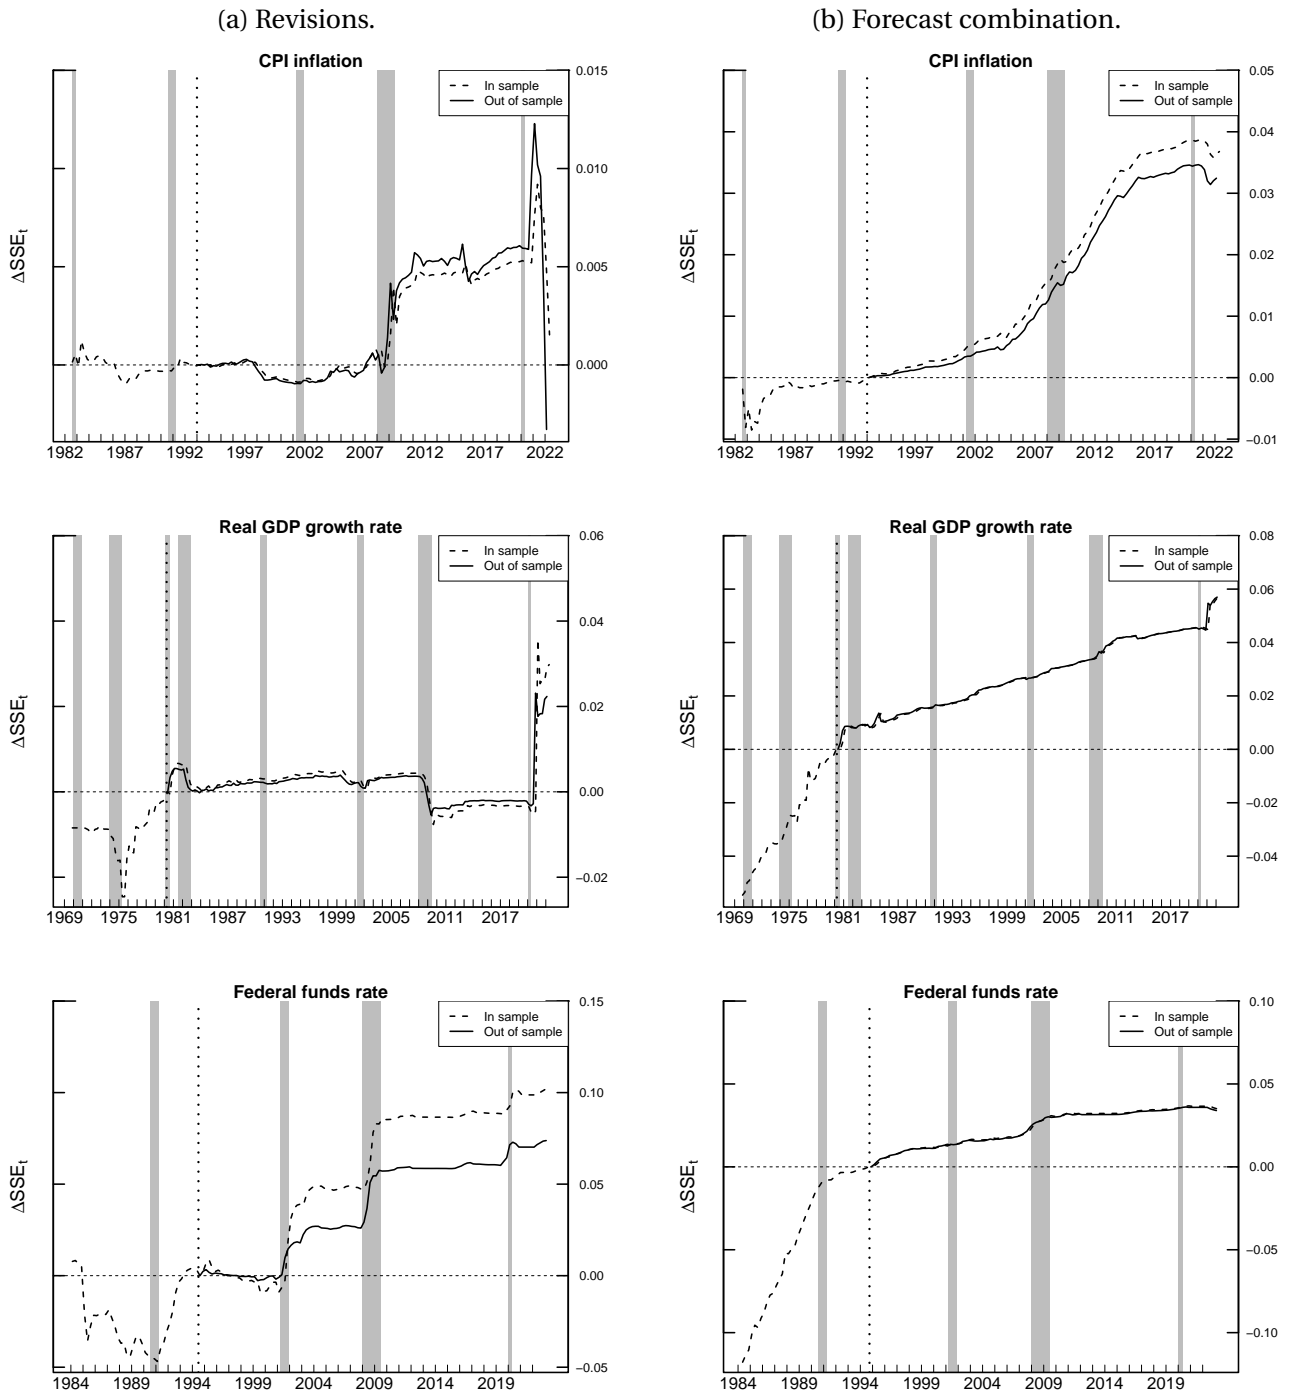 (a) Revisions.
CPI inflation
In sample
Out of sample
0.015
0.010
0.005
0.000
ΔSSEt
1982 1987 1992 1997 2002 2007 2012 2017 2022
Real GDP growth rate
In sample
Out of sample
0.06
0.04
0.02
0.00
−0.02
ΔSSEt
1969 1975 1981 1987 1993 1999 2005 2011 2017
Federal funds rate
In sample
Out of sample
0.15
0.10
0.05
0.00
−0.05
ΔSSEt
1984 1989 1994 1999 2004 2009 2014 2019
(b) Forecast combination.
CPI inflation
In sample
Out of sample
0.05
0.04
0.03
0.02
0.01
0.00
−0.01
ΔSSEt
1982 1987 1992 1997 2002 2007 2012 2017 2022
Real GDP growth rate
In sample
Out of sample
0.08
0.06
0.04
0.02
0.00
−0.02
−0.04
ΔSSEt
1969 1975 1981 1987 1993 1999 2005 2011 2017
Federal funds rate
In sample
Out of sample
0.10
0.05
0.00
−0.05
−0.10
ΔSSEt
1984 1989 1994 1999 2004 2009 2014 2019